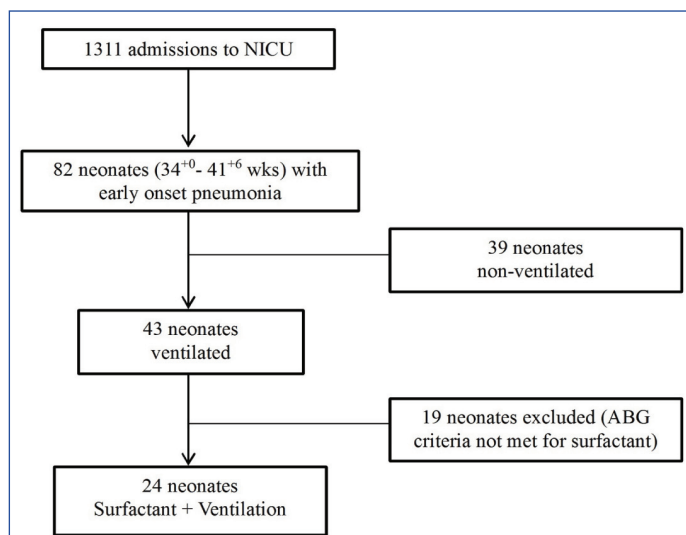 1311 admissions to NICU
82 neonates (34⁺⁰- 41⁺⁶ wks) with
early onset pneumonia
39 neonates
non-ventilated
43 neonates
ventilated
19 neonates excluded (ABG
criteria not met for surfactant)
24 neonates
Surfactant + Ventilation